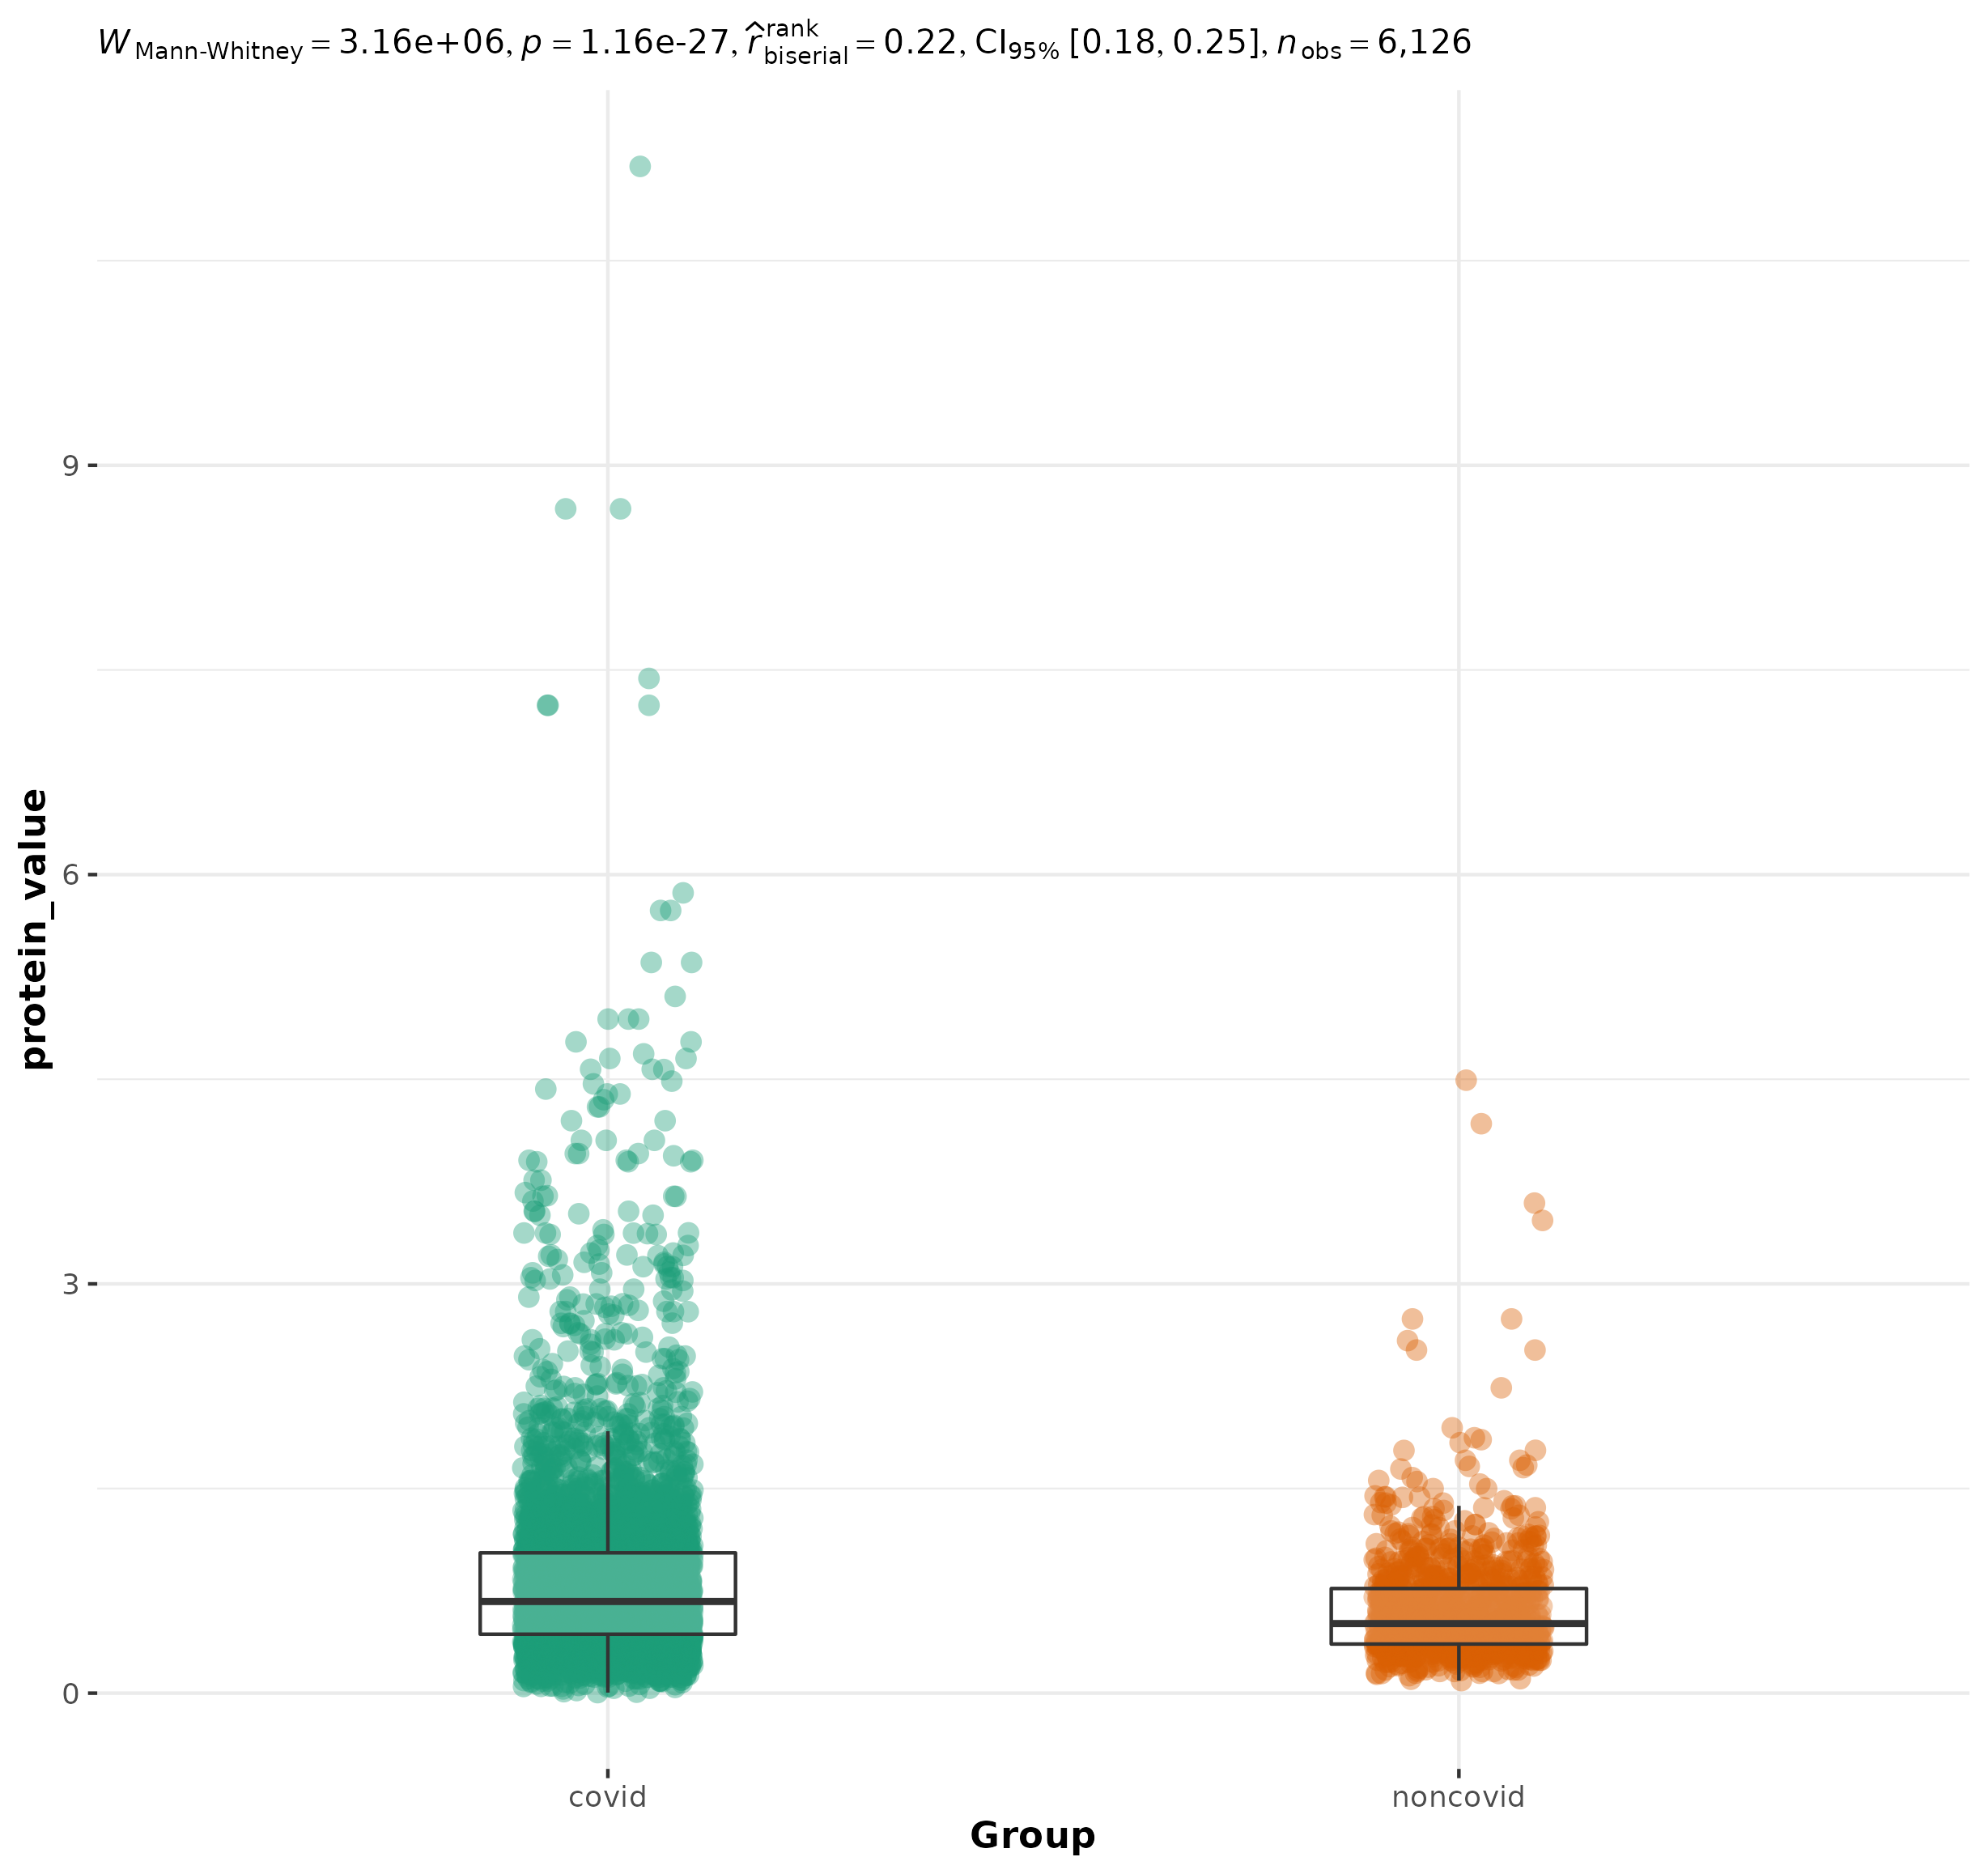 W Mann-Whitney = 3.16e+06, p = 1.16e-27, r̂ rank biserial = 0.22, CI95% [0.18, 0.25], nobs = 6,126
9
6
3
0
protein_value
covid noncovid
Group